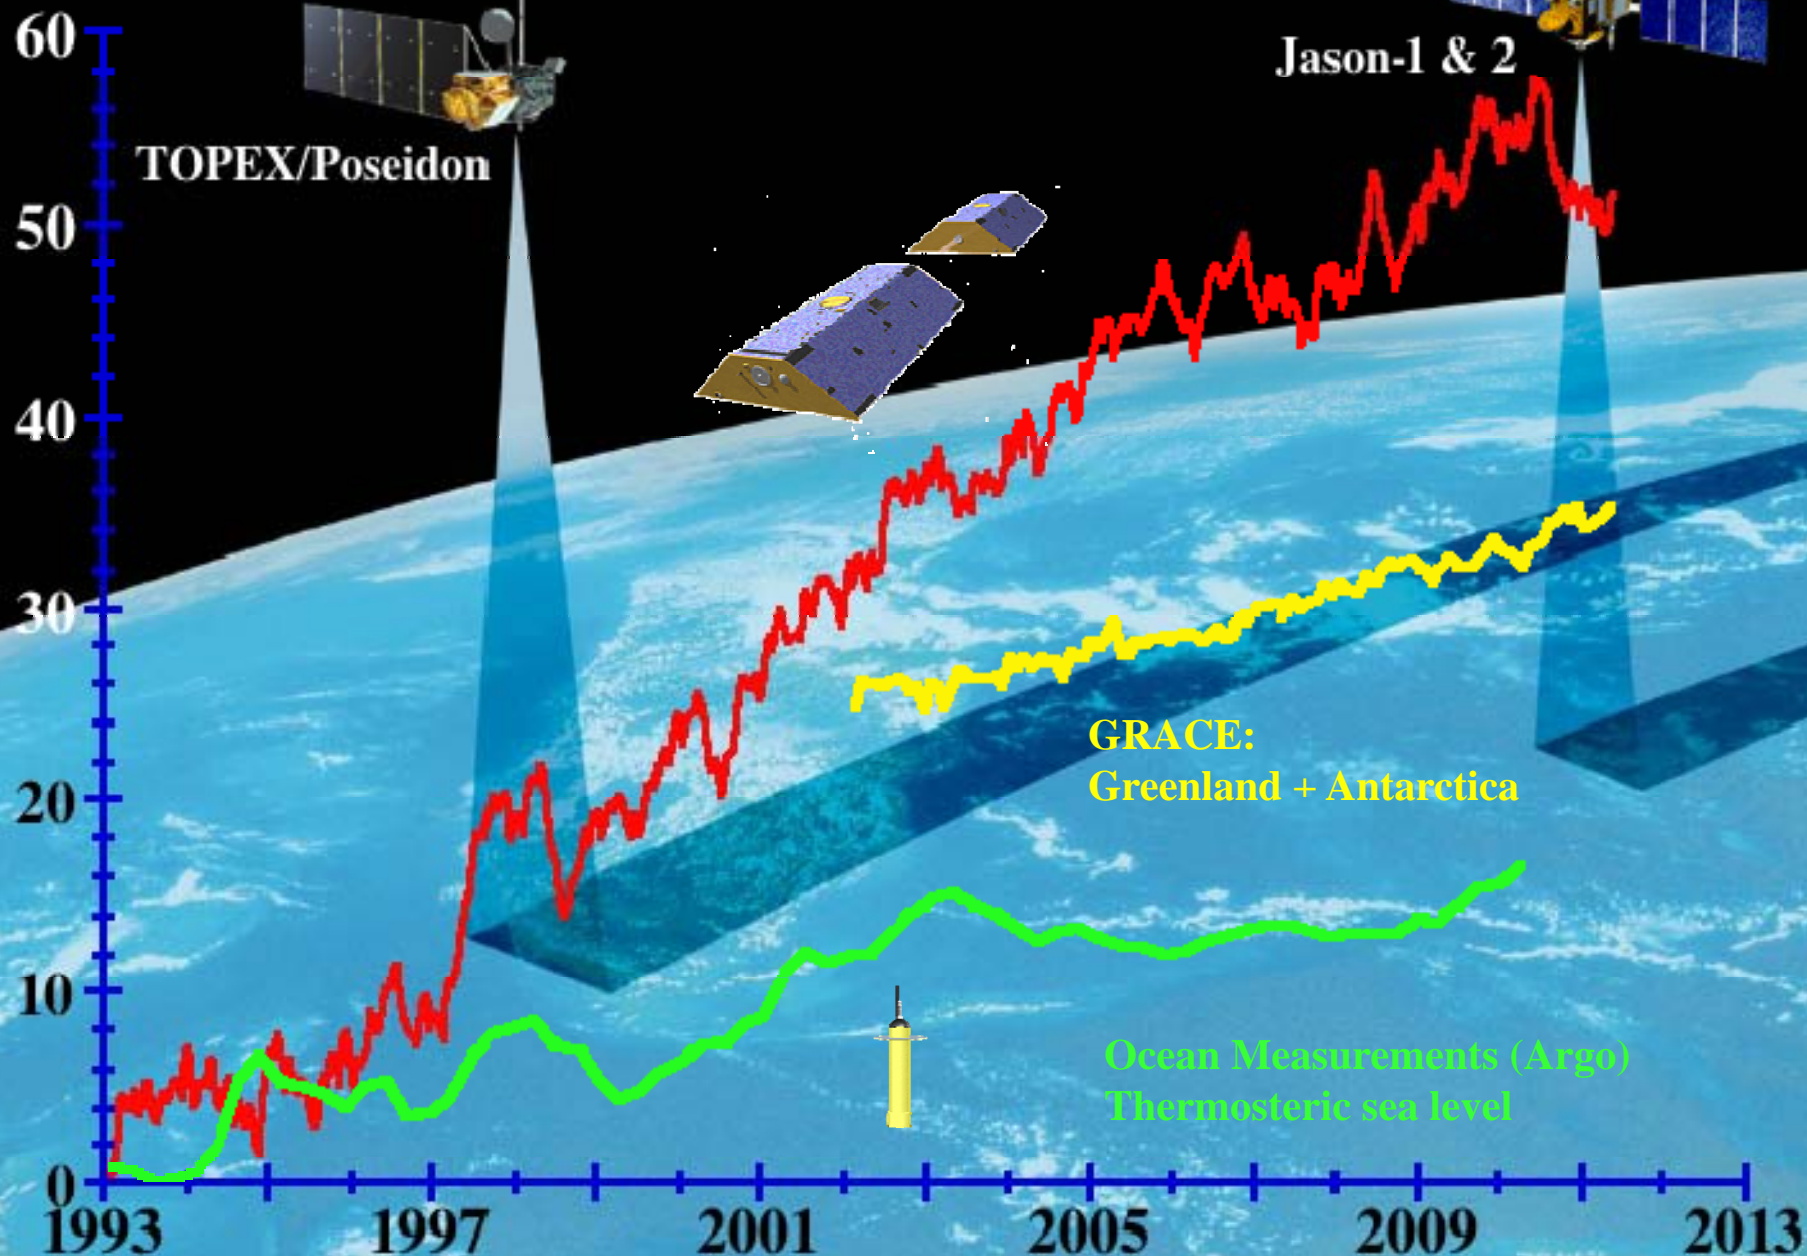 60
Jason-1 & 2
TOPEX/Poseidon
50
40
30
GRACE:
Greenland + Antarctica
20
10
Ocean Measurements (Argo)
Thermosteric sea level
0
1993 1997 2001 2005 2009 2013